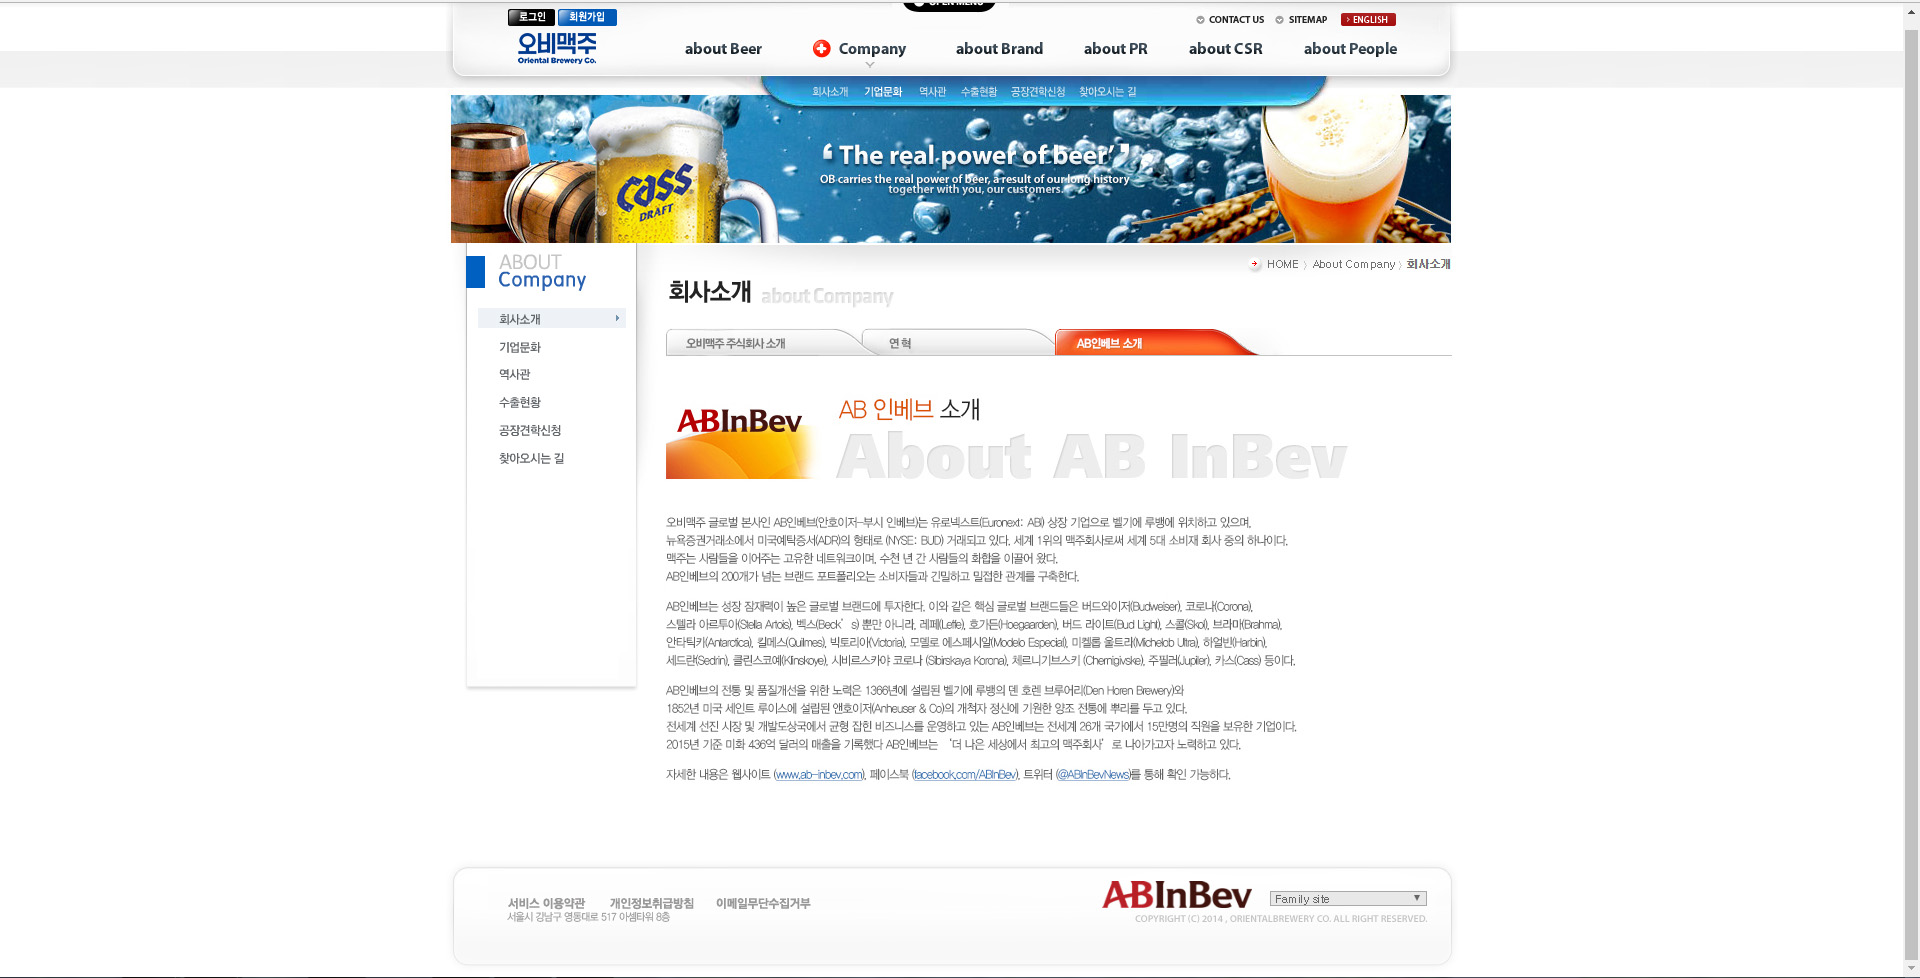 OPEN MENU
로그인 회원가입
CONTACT US SITEMAP ENGLISH
오비맥주
Oriental Brewery Co.
about Beer Company about Brand about PR about CSR about People
회사소개 기업문화 역사관 수출현황 공장견학신청 찾아오시는 길
‘ The real power of beer’ ’
OB carries the real power of beer, a result of our long history
together with you, our customers.
CASS
DRAFT
ABOUT
Company
회사소개
기업문화
역사관
수출현황
공장견학신청
찾아오시는 길
HOME 〉 About Company 〉 회사소개
회사소개 about Company
오비맥주 주식회사 소개 연 혁 AB인베브 소개
ABInBev
AB 인베브 소개
About AB InBev
오비맥주 글로벌 본사인 AB인베브(안호이저-부시 인베브)는 유로넥스트(Euronext: ABI) 상장 기업으로 벨기에 루뱅에 위치하고 있으며,
뉴욕증권거래소에서 미국예탁증서(ADR)의 형태로 (NYSE: BUD) 거래되고 있다. 세계 1위의 맥주회사로써 세계 5대 소비재 회사 중의 하나이다.
맥주는 사람들을 이어주는 고유한 네트워크이며, 수천 년 간 사람들의 화합을 이끌어 왔다.
AB인베브의 200개가 넘는 브랜드 포트폴리오는 소비자들과 긴밀하고 밀접한 관계를 구축한다.
AB인베브는 성장 잠재력이 높은 글로벌 브랜드에 투자한다. 이와 같은 핵심 글로벌 브랜드들은 버드와이저(Budweiser), 코로나(Corona),
스텔라 아르투아(Stella Artois), 벡스(Beck’s) 뿐만 아니라, 레페(Leffe), 호가든(Hoegaarden), 버드 라이트(Bud Light), 스콜(Skol), 브라마(Brahma),
안타틱카(Antarctica), 킬메스(Quilmes), 빅토리아(Victoria), 모델로 에스페시알(Modelo Especial), 미켈롭 울트라(Michelob Ultra), 하얼빈(Harbin),
세드린(Sedrin), 클린스코예(Klinskoye), 시비르스카야 코로나 (Sibirskaya Korona), 체르니기브스키 (Chernigivske), 주필러(Jupiler), 카스(Cass) 등이다.
AB인베브의 전통 및 품질개선을 위한 노력은 1366년에 설립된 벨기에 루뱅의 덴 호렌 브루어리(Den Horen Brewery)와
1852년 미국 세인트 루이스에 설립된 앤호이저(Anheuser & Co)의 개척자 정신에 기원한 양조 전통에 뿌리를 두고 있다.
전세계 선진 시장 및 개발도상국에서 균형 잡힌 비즈니스를 운영하고 있는 AB인베브는 전세계 26개 국가에서 15만명의 직원을 보유한 기업이다.
2015년 기준 미화 436억 달러의 매출을 기록했다 AB인베브는 ‘더 나은 세상에서 최고의 맥주회사’로 나아가고자 노력하고 있다.
자세한 내용은 웹사이트 (www.ab-inbev.com), 페이스북 (facebook.com/ABInBev), 트위터 (@ABInBevNews)를 통해 확인 가능하다.
서비스 이용약관 개인정보취급방침 이메일무단수집거부
서울시 강남구 영동대로 517 아셈타워 8층
ABInBev
Family site
COPYRIGHT (C) 2014 , ORIENTALBREWERY CO. ALL RIGHT RESERVED.